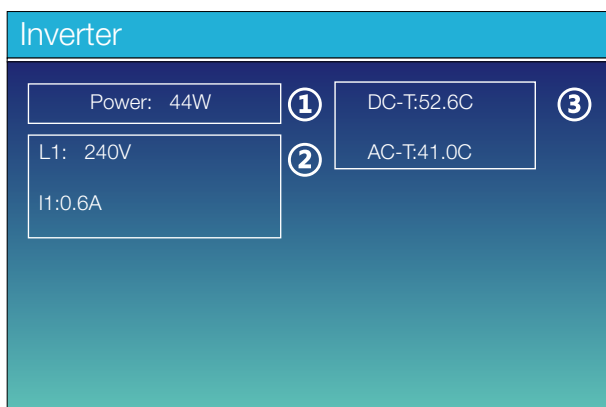 Inverter
Power: 44W
①
DC-T:52.6C
③
L1: 240V
②
AC-T:41.0C
I1:0.6A